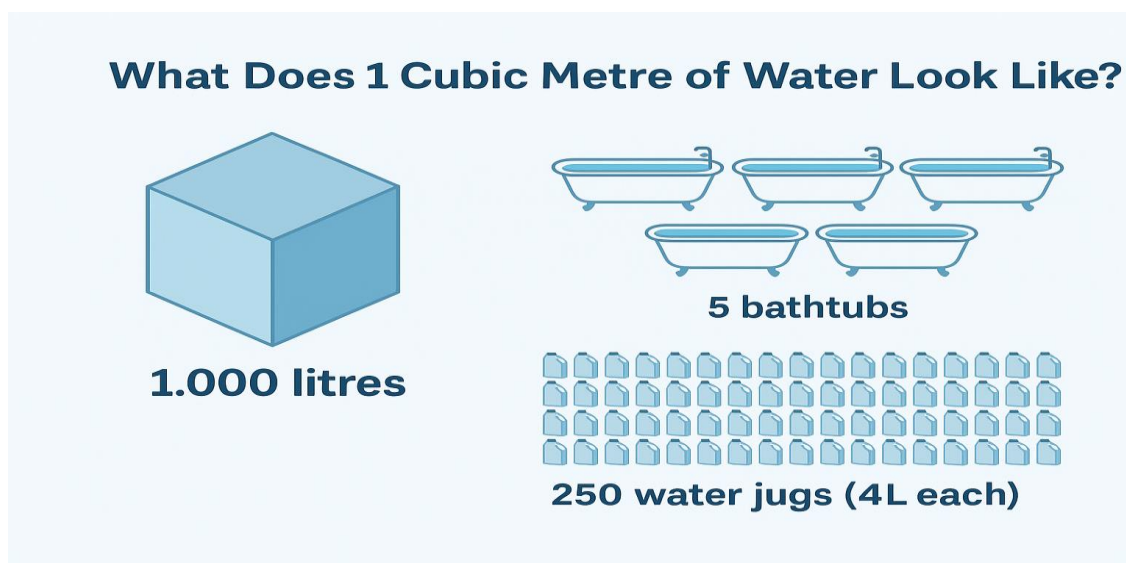 What Does 1 Cubic Metre of Water Look Like?
1.000 litres
5 bathtubs
250 water jugs (4L each)